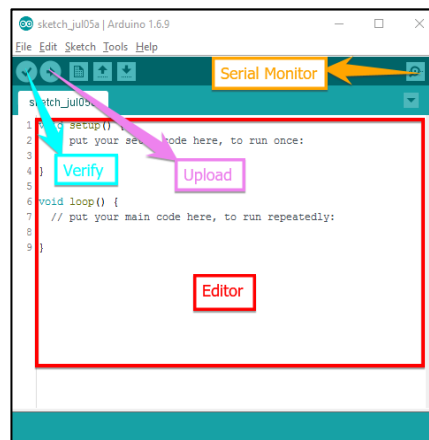 sketch_jul05a | Arduino 1.6.9
File Edit Sketch Tools Help
Serial Monitor
1 void setup() {
2 put your code here, to run once:
3
Verify
Upload
4 }
5
6 void loop() {
7 // put your main code here, to run repeatedly:
8
9 }
Editor